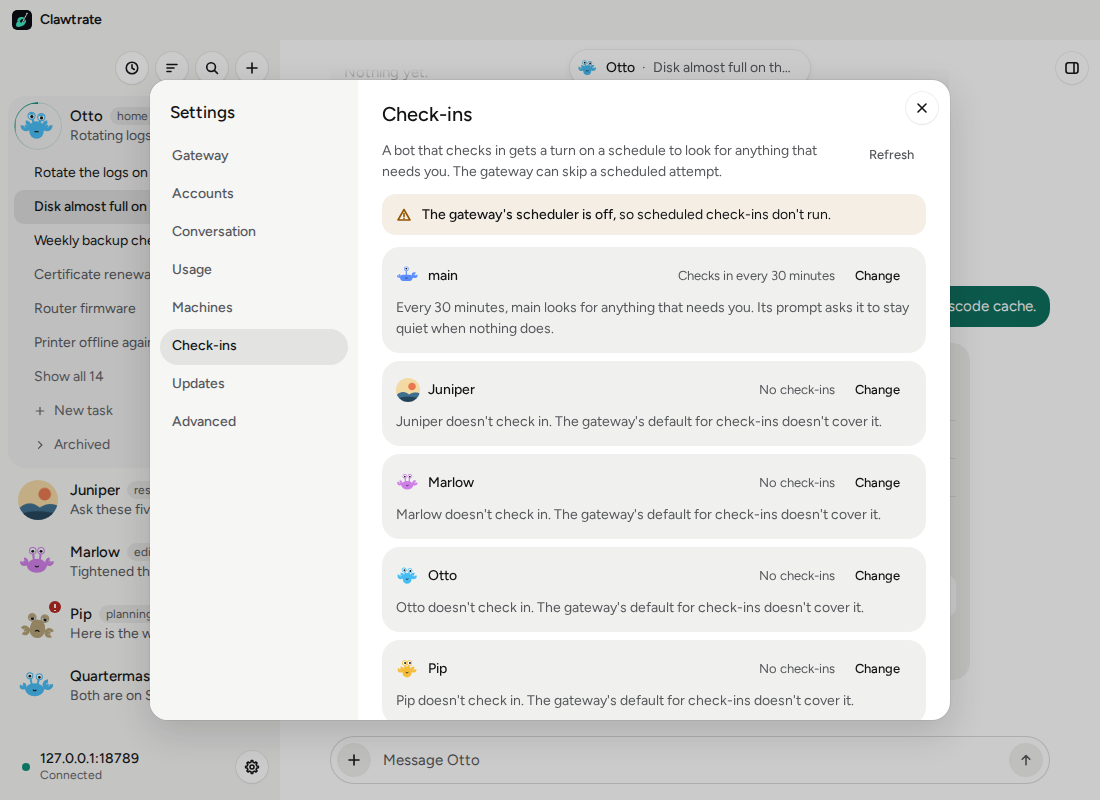 Clawtrate
Nothing yet.
Otto · Disk almost full on th...
Otto home
Rotating logs
Rotate the logs on
Disk almost full on
Weekly backup che
Certificate renewa
Router firmware
Printer offline again
Show all 14
+ New task
> Archived
Juniper res
Ask these fiv
Marlow edi
Tightened th
Pip planning
Here is the w
Quartermas
Both are on S
127.0.0.1:18789
Connected
Settings
Gateway
Accounts
Conversation
Usage
Machines
Check-ins
Updates
Advanced
Check-ins
A bot that checks in gets a turn on a schedule to look for anything that
needs you. The gateway can skip a scheduled attempt.
Refresh
The gateway's scheduler is off, so scheduled check-ins don't run.
main Checks in every 30 minutes Change
Every 30 minutes, main looks for anything that needs you. Its prompt asks it to stay
quiet when nothing does.
Juniper No check-ins Change
Juniper doesn't check in. The gateway's default for check-ins doesn't cover it.
Marlow No check-ins Change
Marlow doesn't check in. The gateway's default for check-ins doesn't cover it.
Otto No check-ins Change
Otto doesn't check in. The gateway's default for check-ins doesn't cover it.
Pip No check-ins Change
Pip doesn't check in. The gateway's default for check-ins doesn't cover it.
scode cache.
Message Otto